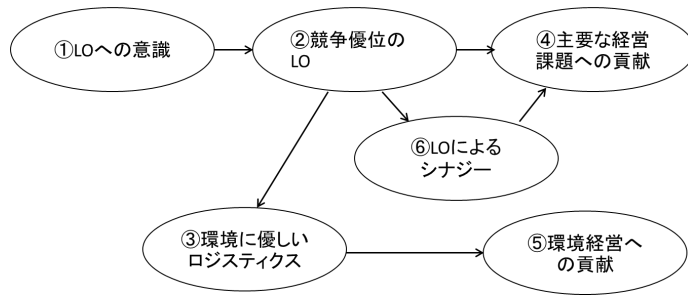 ①LOへの意識
②競争優位の
LO
④主要な経営
課題への貢献
⑥LOによる
シナジー
③環境に優しい
ロジスティクス
⑤環境経営へ
の貢献